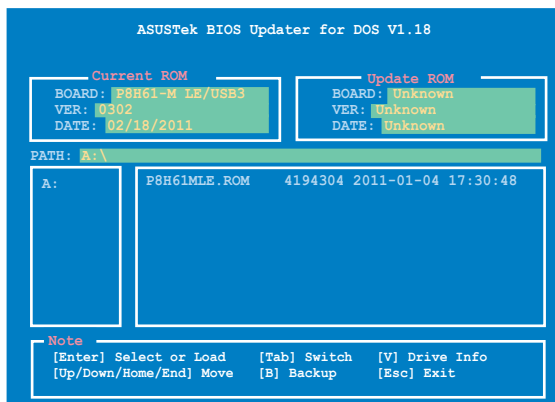 ASUSTek BIOS Updater for DOS V1.18
Current ROM
BOARD: P8H61-M LE/USB3
VER: 0302
DATE: 02/18/2011
Update ROM
BOARD: Unknown
VER: Unknown
DATE: Unknown
PATH: A:\
A:
P8H61MLE.ROM 4194304 2011-01-04 17:30:48
Note
[Enter] Select or Load [Tab] Switch [V] Drive Info
[Up/Down/Home/End] Move [B] Backup [Esc] Exit